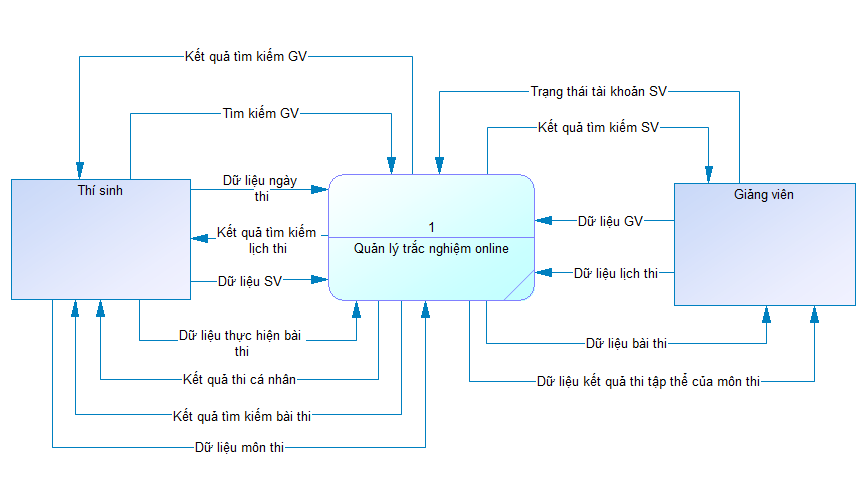 Kết quả tìm kiếm GV
Trạng thái tài khoản SV
Tìm kiếm GV
Kết quả tìm kiếm SV
Thí sinh
Dữ liệu ngày
thi
Giảng viên
1
Quản lý trắc nghiệm online
Dữ liệu GV
Kết quả tìm kiếm
lịch thi
Dữ liệu lịch thi
Dữ liệu SV
Dữ liệu thực hiện bài
thi
Dữ liệu bài thi
Kết quả thi cá nhân
Dữ liệu kết quả thi tập thể của môn thi
Kết quả tìm kiếm bài thi
Dữ liệu môn thi